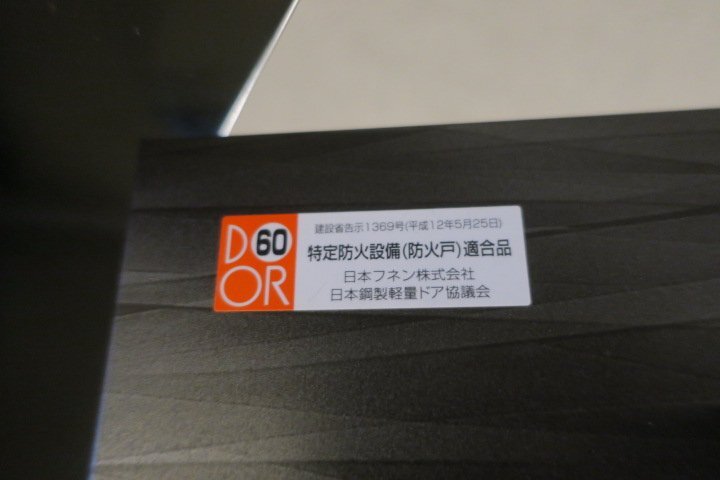 DO 60
OR
建設省告示1369号(平成12年5月25日)
特定防火設備(防火戸)適合品
日本フネン株式会社
日本鋼製軽量ドア協議会